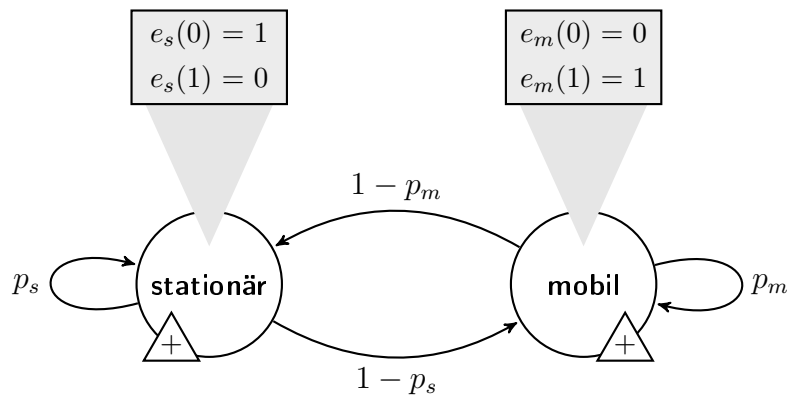 e_s(0) = 1
e_s(1) = 0
e_m(0) = 0
e_m(1) = 1
1 − p_m
p_s
stationär
mobil
p_m
+
+
1 − p_s